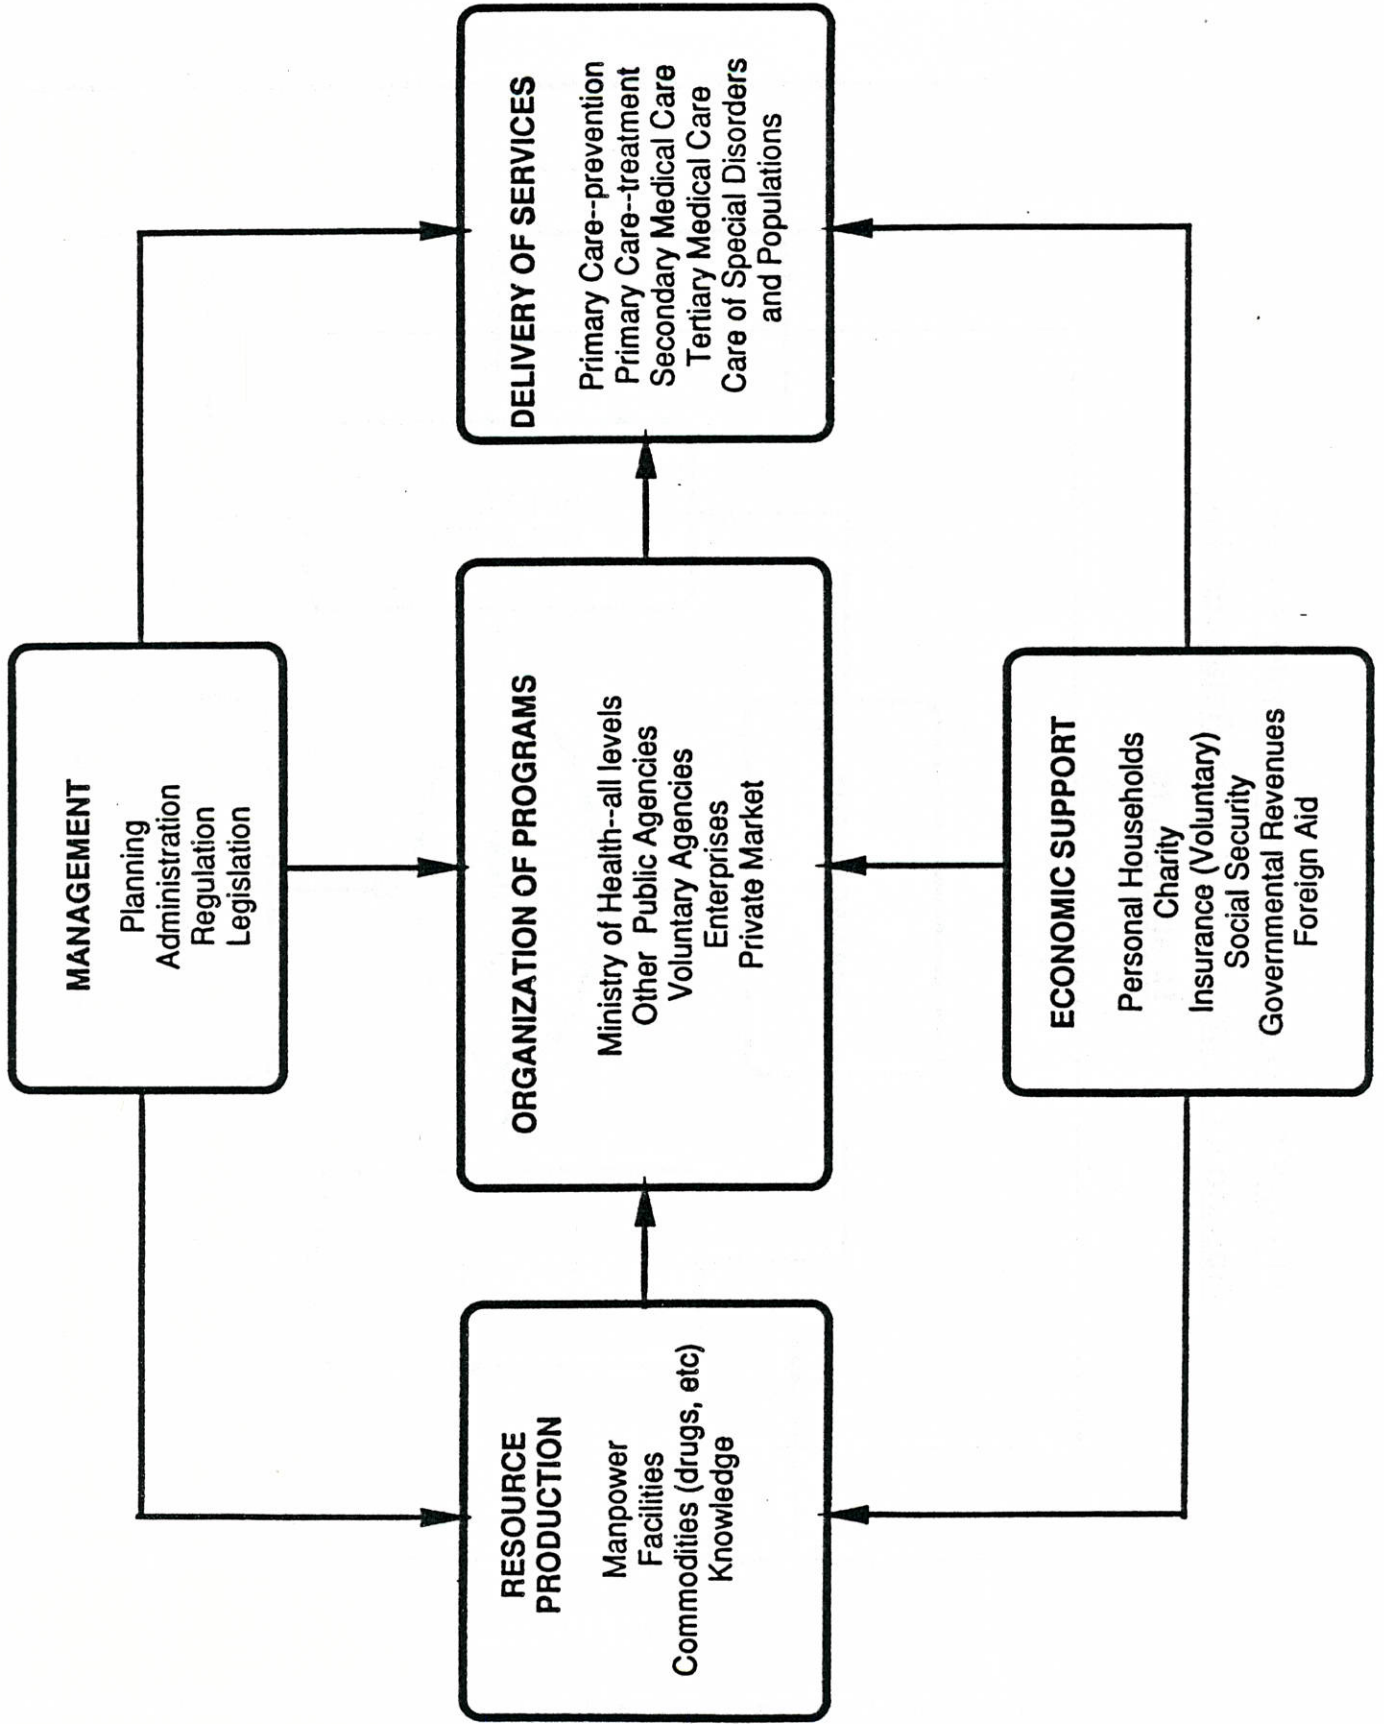 MANAGEMENT
Planning
Administration
Regulation
Legislation
RESOURCE
PRODUCTION
Manpower
Facilities
Commodities (drugs, etc)
Knowledge
ORGANIZATION OF PROGRAMS
Ministry of Health--all levels
Other Public Agencies
Voluntary Agencies
Enterprises
Private Market
DELIVERY OF SERVICES
Primary Care--prevention
Primary Care--treatment
Secondary Medical Care
Tertiary Medical Care
Care of Special Disorders
and Populations
ECONOMIC SUPPORT
Personal Households
Charity
Insurance (Voluntary)
Social Security
Governmental Revenues
Foreign Aid